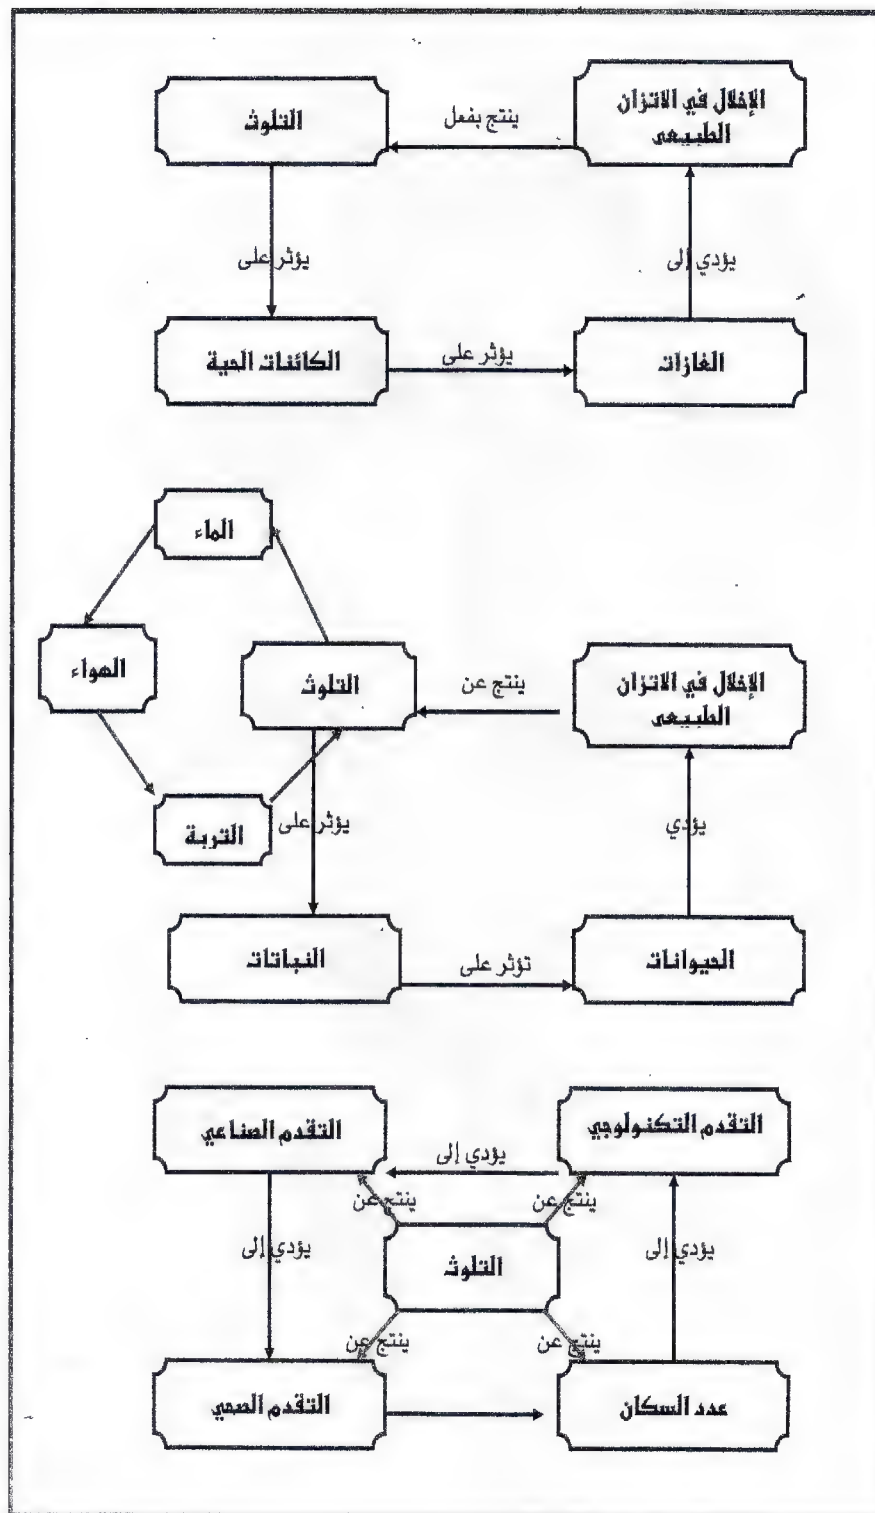 الإخلال في الاتزان
الطبيعي
ينتج بفعل
التلوث
يؤدي إلى
يؤثر على
الغازات
يؤثر على
الكائنات الحية
الماء
الهواء
الإخلال في الاتزان
الطبيعي
ينتج عن
التلوث
التربة
يؤدي
يؤثر على
الحيوانات
تؤثر على
النباتات
التقدم التكنولوجي
يؤدي إلى
التقدم الصناعي
ينتج عن
ينتج عن
يؤدي إلى
التلوث
يؤدي إلى
ينتج عن
ينتج عن
عدد السكان
التقدم الصحي